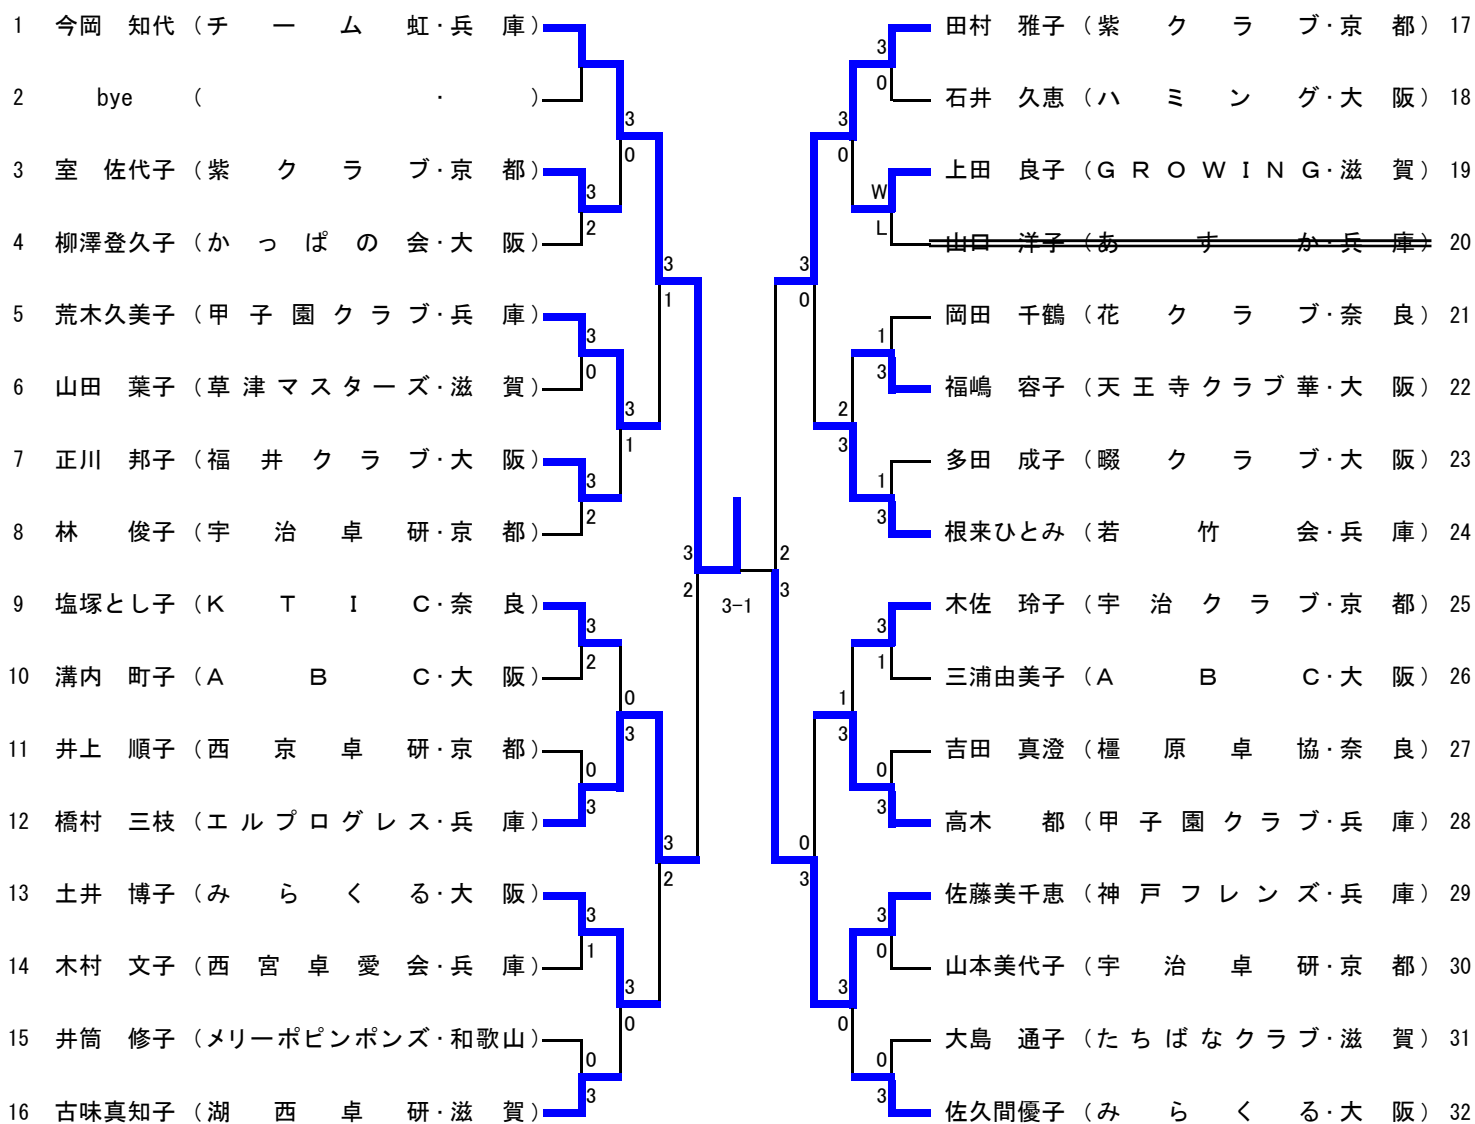 1 今岡 知代 (チーム虹・兵庫)
2 bye ( ・ )
3 室 佐代子 (紫クラブ・京都)
4 柳澤登久子 (かっぱの会・大阪)
5 荒木久美子 (甲子園クラブ・兵庫)
6 山田 葉子 (草津マスターズ・滋賀)
7 正川 邦子 (福井クラブ・大阪)
8 林 俊子 (宇治卓研・京都)
9 塩塚とし子 (KTIC・奈良)
10 溝内 町子 (ABC・大阪)
11 井上 順子 (西京卓研・京都)
12 橋村 三枝 (エルプログレス・兵庫)
13 土井 博子 (みらくる・大阪)
14 木村 文子 (西宮卓愛会・兵庫)
15 井筒 修子 (メリーポピンポンズ・和歌山)
16 古味真知子 (湖西卓研・滋賀)
3
0
3
2
3
1
3
0
3
1
3
2
3
2
3
2
0
3
0
3
3
2
3
1
3
0
0
3
3-1
田村 雅子 (紫クラブ・京都) 17
石井 久恵 (ハミング・大阪) 18
上田 良子 (GROWING・滋賀) 19
山口 洋子 (あすか・兵庫) 20
岡田 千鶴 (花クラブ・奈良) 21
福嶋 容子 (天王寺クラブ華・大阪) 22
多田 成子 (畷クラブ・大阪) 23
根来ひとみ (若竹会・兵庫) 24
木佐 玲子 (宇治クラブ・京都) 25
三浦由美子 (ABC・大阪) 26
吉田 真澄 (橿原卓協・奈良) 27
高木 都 (甲子園クラブ・兵庫) 28
佐藤美千恵 (神戸フレンズ・兵庫) 29
山本美代子 (宇治卓研・京都) 30
大島 通子 (たちばなクラブ・滋賀) 31
佐久間優子 (みらくる・大阪) 32
3
0
3
0
W
L
3
0
1
3
2
3
1
3
2
3
3
1
1
3
0
3
0
3
3
0
3
0
0
3